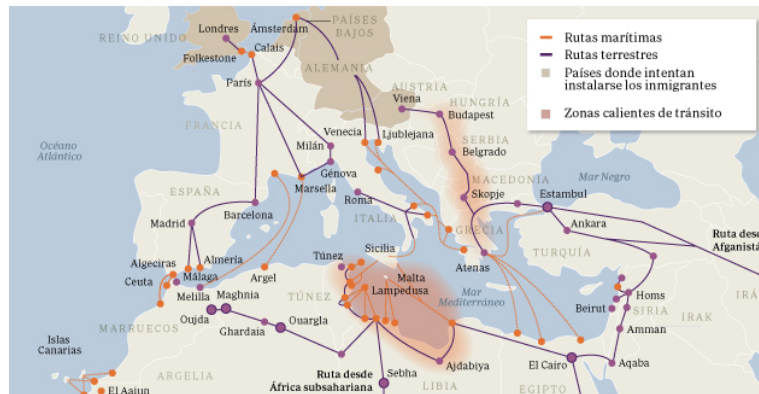 PAÍSES
BAJOS
REINO UNIDO
Londres
Ámsterdam
Folkestone
Calais
ALEMANIA
París
AUSTRIA
Viena
HUNGRÍA
Budapest
FRANCIA
Océano
Atlántico
Venecia
Ljublejana
SERBIA
Belgrado
Milán
Génova
Marsella
MACEDONIA
Mar Negro
Skopje
Estambul
ESPAÑA
Barcelona
Roma
ITALIA
Ankara
Madrid
GRECIA
TURQUÍA
Ruta desde
Afganist
Sicilia
Atenas
Algeciras
Almería
Málaga
Ceuta
Melilla
Argel
Túnez
Malta
Lampedusa
Mar
Mediterráneo
Maghnia
TÚNEZ
Homs
Beirut
SIRIA
IRAK
Oujda
Ouargla
Ghardaia
MARRUECOS
Amman
Islas
Canarias
Ajdabiya
El Cairo
Aqaba
ARGELIA
Ruta desde
África subsahariana
Sebha
LIBIA
EGIPTO
El Aaiun
Rutas marítimas
Rutas terrestres
Países donde intentan
instalarse los inmigrantes
Zonas calientes de tránsito